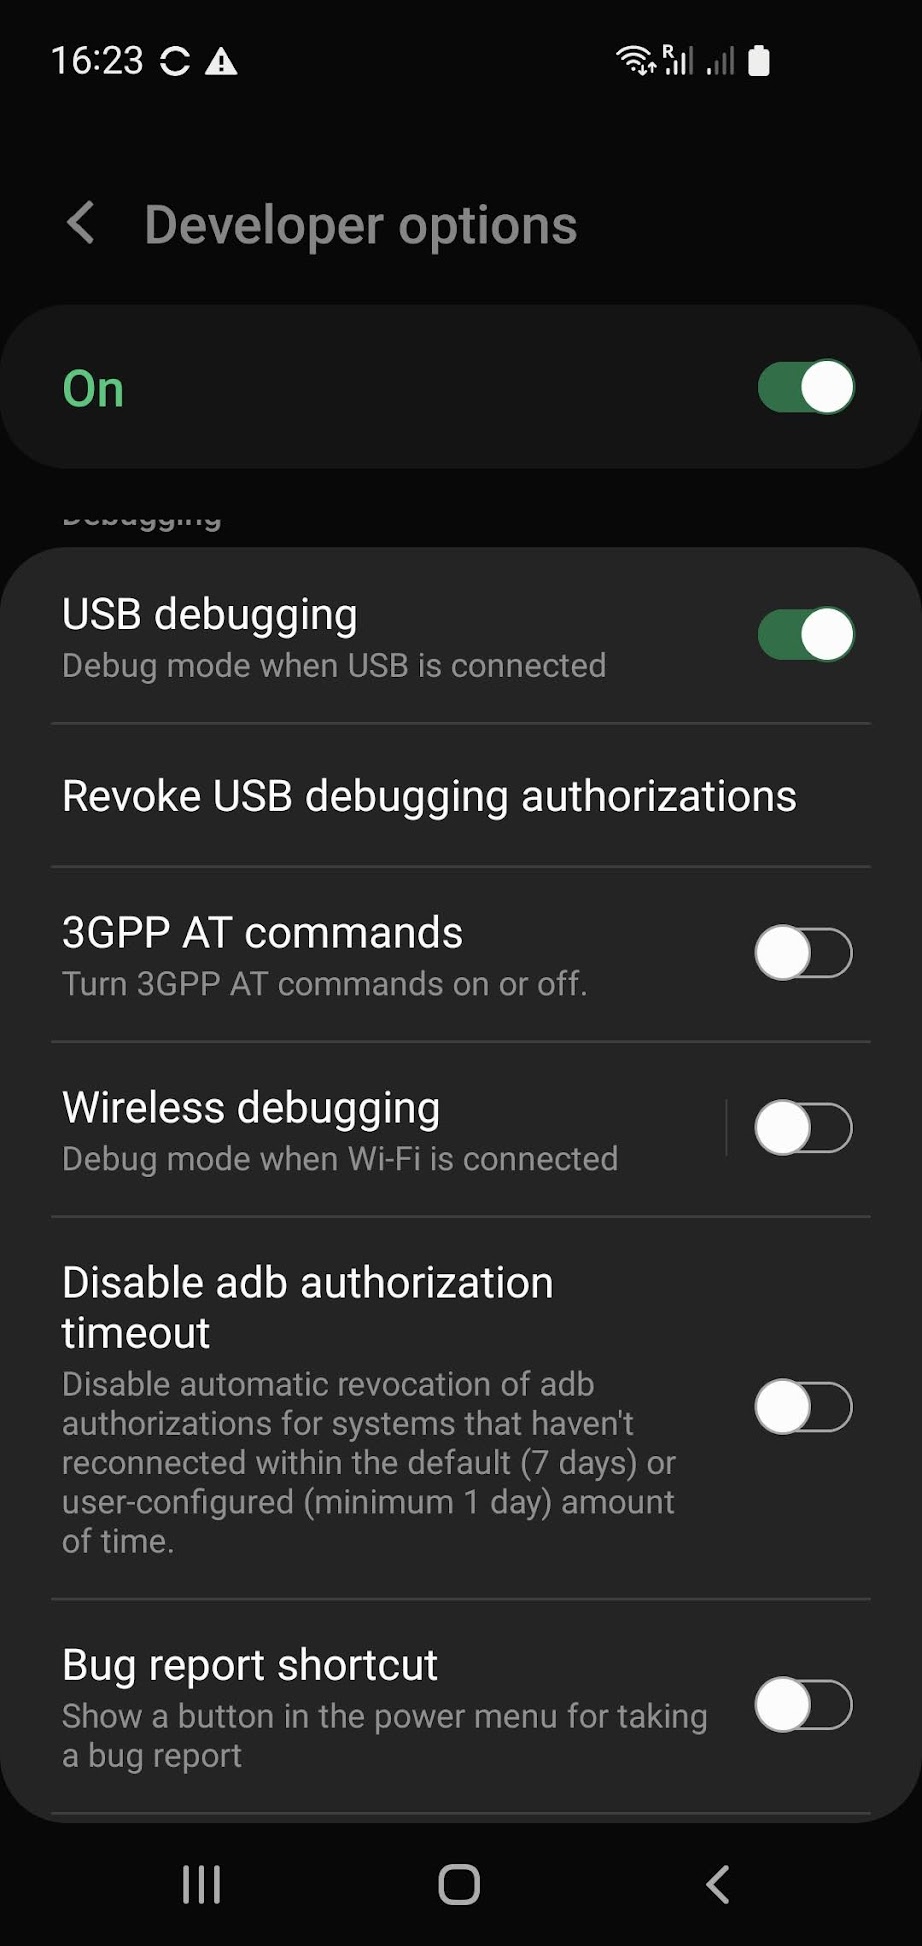 16:23
R
Developer options
On
Debugging
USB debugging
Debug mode when USB is connected
Revoke USB debugging authorizations
3GPP AT commands
Turn 3GPP AT commands on or off.
Wireless debugging
Debug mode when Wi-Fi is connected
Disable adb authorization
timeout
Disable automatic revocation of adb
authorizations for systems that haven't
reconnected within the default (7 days) or
user-configured (minimum 1 day) amount
of time.
Bug report shortcut
Show a button in the power menu for taking
a bug report